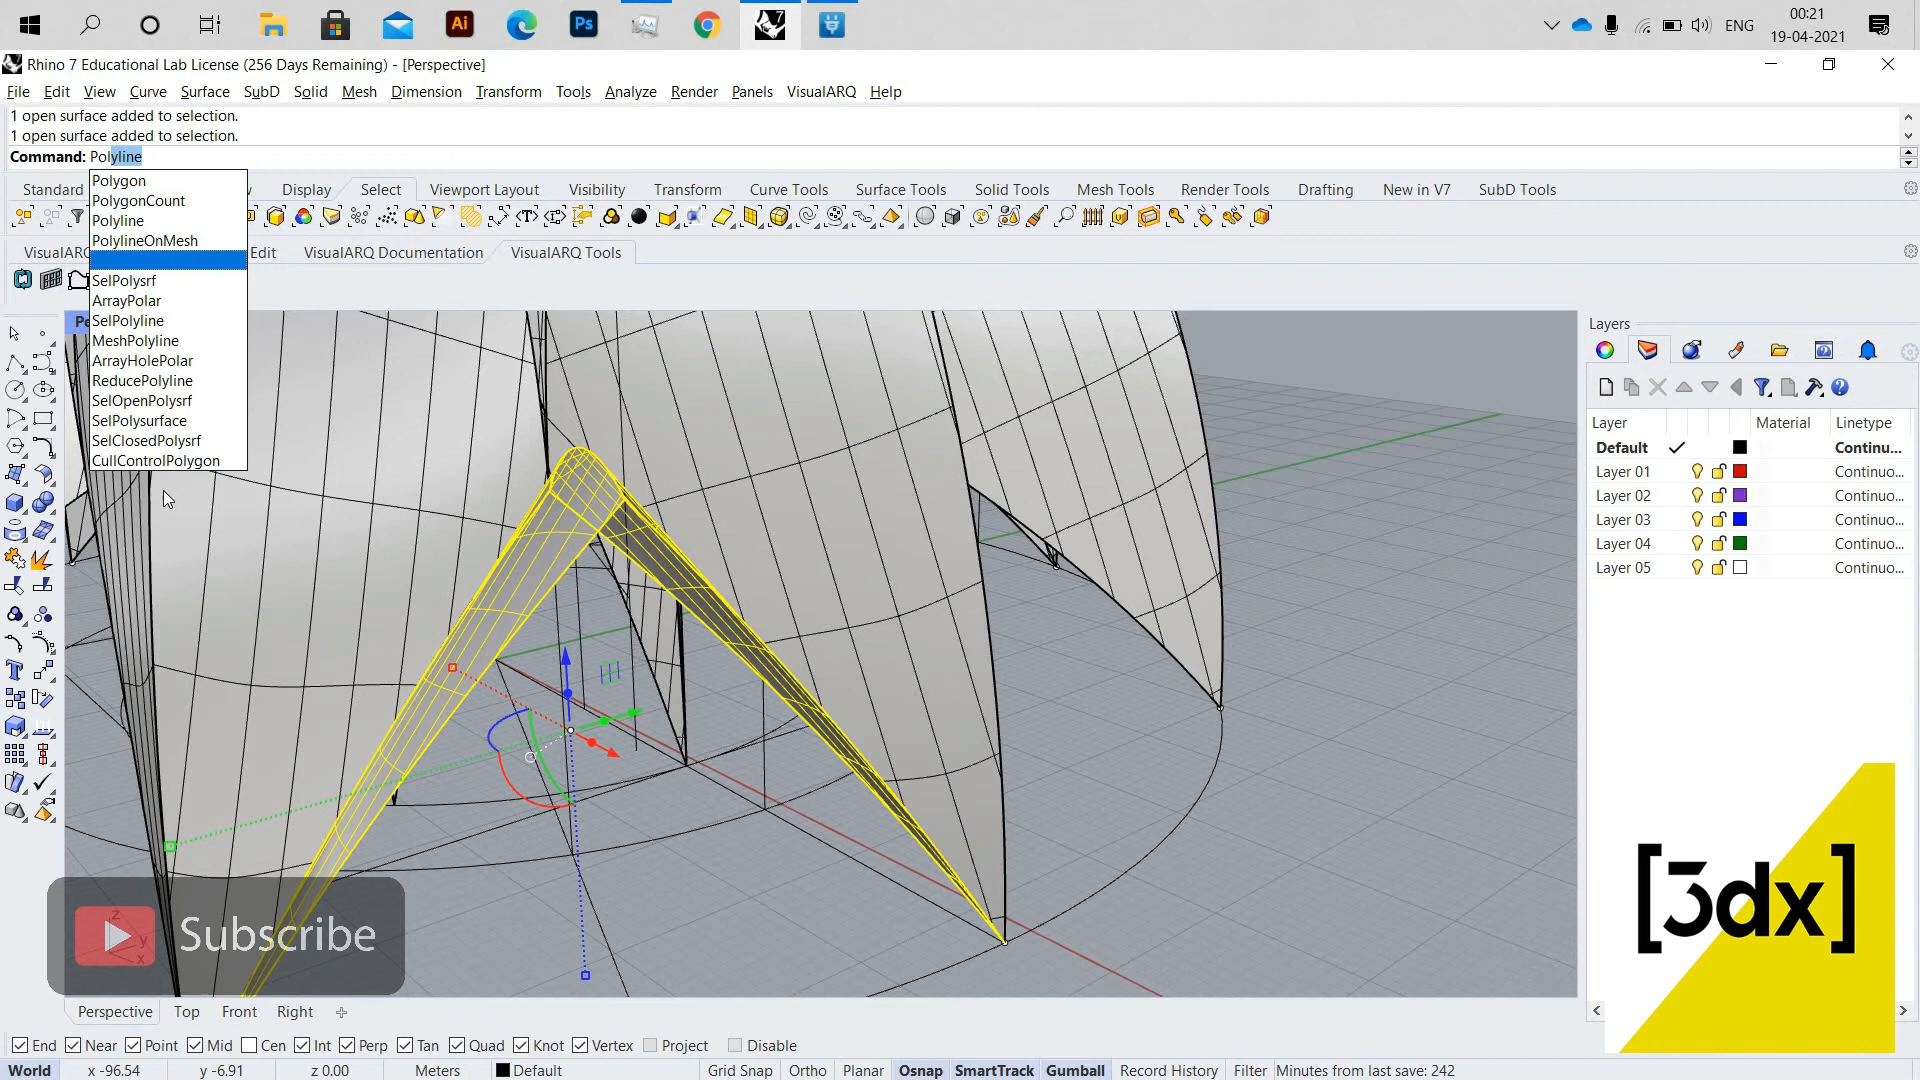 Ai
Ps
7
ENG
00:21
19-04-2021
Rhino 7 Educational Lab License (256 Days Remaining) - [Perspective]
File Edit View Curve Surface SubD Solid Mesh Dimension Transform Tools Analyze Render Panels VisualARQ Help
1 open surface added to selection.
1 open surface added to selection.
Command: Polyline
Polygon
PolygonCount
Polyline
PolylineOnMesh
SelPolysrf
ArrayPolar
SelPolyline
MeshPolyline
ArrayHolePolar
ReducePolyline
SelOpenPolysrf
SelPolysurface
SelClosedPolysrf
CullControlPolygon
Standard Display Select Viewport Layout Visibility Transform Curve Tools Surface Tools Solid Tools Mesh Tools Render Tools Drafting New in V7 SubD Tools
Edit VisualARQ Documentation VisualARQ Tools
Layers
Layer Material Linetype
Default Continu...
Layer 01 Continuo...
Layer 02 Continuo...
Layer 03 Continuo...
Layer 04 Continuo...
Layer 05 Continuo...
z
y
x
Subscribe
[3dx]
Perspective Top Front Right
End Near Point Mid Cen Int Perp Tan Quad Knot Vertex Project Disable
World x -96.54 y -6.91 z 0.00 Meters Default Grid Snap Ortho Planar Osnap SmartTrack Gumball Record History Filter Minutes from last save: 242